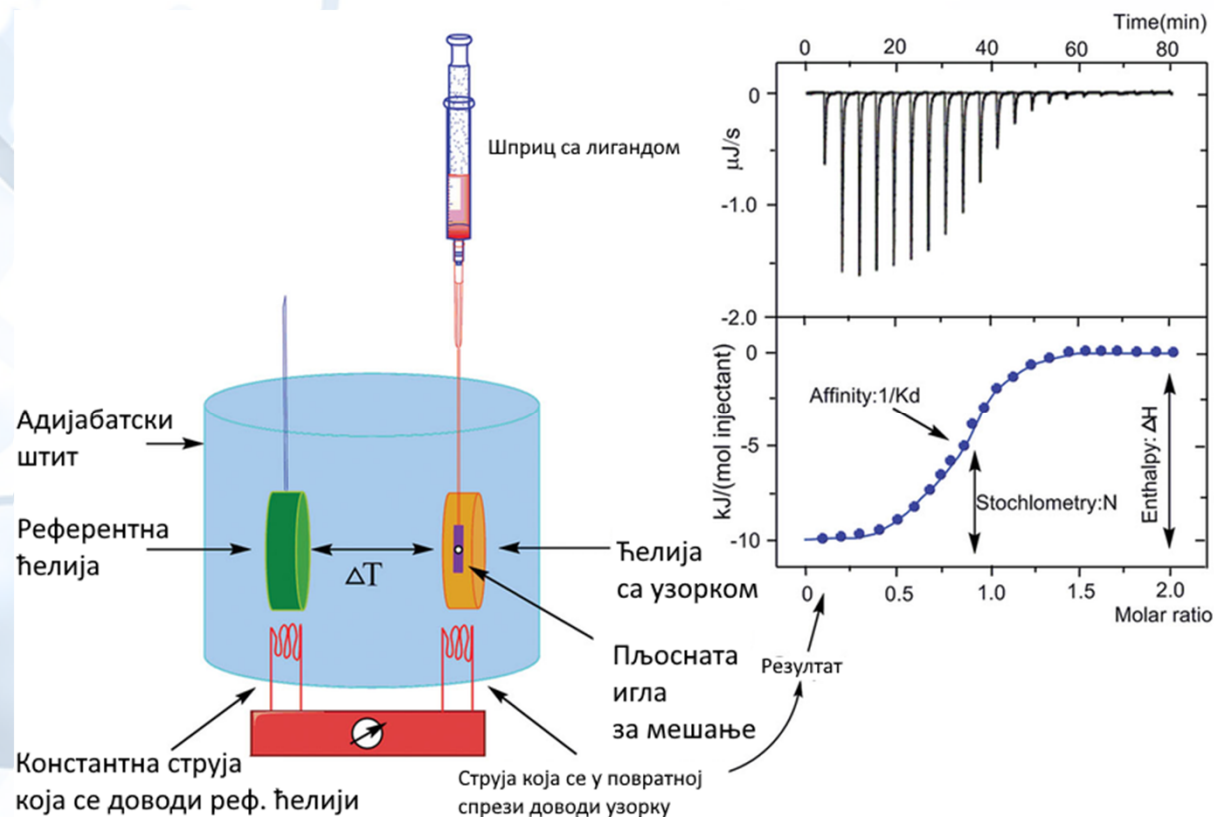 Шприц са лигандом
Адијабатски
штит
Референтна
ћелија
ΔT
Ћелија
са узорком
Пљосната
игла
за мешање
Константна струја
која се доводи реф. ћелији
Струја која се у повратној
спрези доводи узорку
Резултат
Time(min)
0 20 40 60 80
0
-1.0
-2.0
μJ/s
0
-5
-10
kJ/(mol injectant)
Affinity:1/Kd
Stochlometry:N
Enthalpy: ΔH
0 0.5 1.0 1.5 2.0
Molar ratio